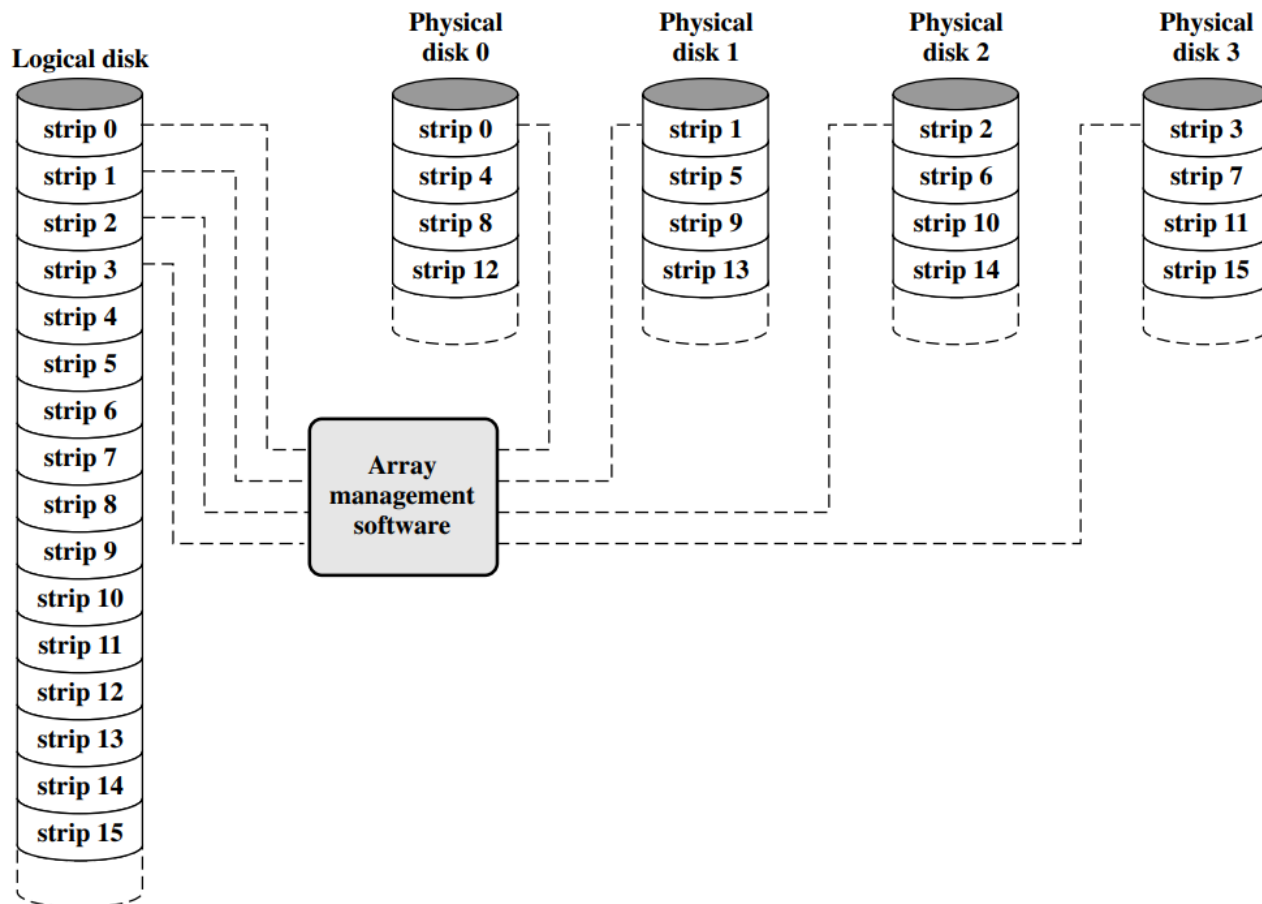 Logical disk
strip 0
strip 1
strip 2
strip 3
strip 4
strip 5
strip 6
strip 7
strip 8
strip 9
strip 10
strip 11
strip 12
strip 13
strip 14
strip 15
Physical
disk 0
strip 0
strip 4
strip 8
strip 12
Physical
disk 1
strip 1
strip 5
strip 9
strip 13
Physical
disk 2
strip 2
strip 6
strip 10
strip 14
Physical
disk 3
strip 3
strip 7
strip 11
strip 15
Array
management
software